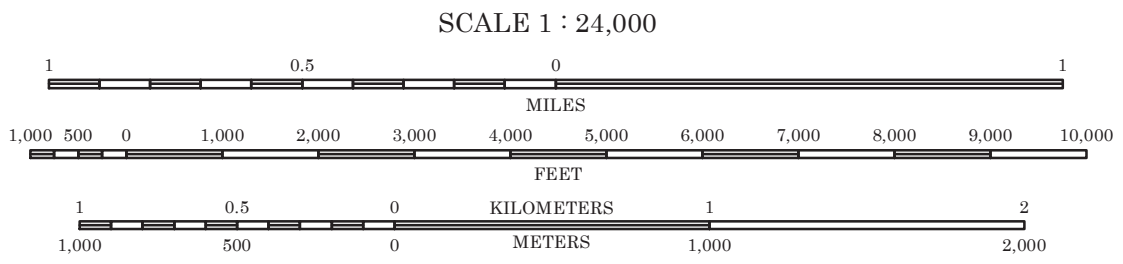 SCALE 1 : 24,000
1 0.5 0 1
MILES
1,000 500 0 1,000 2,000 3,000 4,000 5,000 6,000 7,000 8,000 9,000 10,000
FEET
1 0.5 0 KILOMETERS 1 2
1,000 500 0 METERS 1,000 2,000